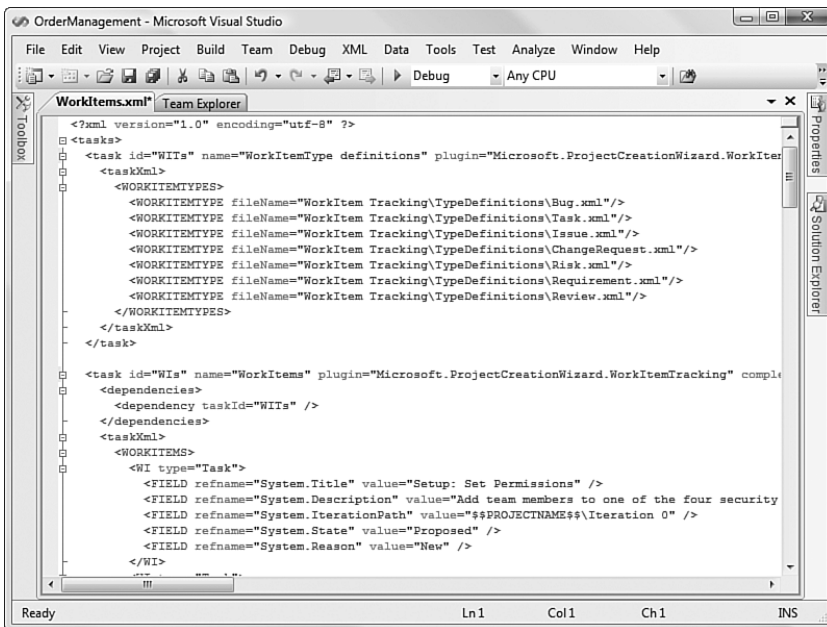 OrderManagement - Microsoft Visual Studio
File Edit View Project Build Team Debug XML Data Tools Test Analyze Window Help
Debug Any CPU
WorkItems.xml* Team Explorer
Toolbox
Properties
Solution Explorer
<?xml version="1.0" encoding="utf-8" ?>
<tasks>
<task id="WITs" name="WorkItemType definitions" plugin="Microsoft.ProjectCreationWizard.WorkIter
<taskXml>
<WORKITEMTYPES>
<WORKITEMTYPE fileName="WorkItem Tracking\TypeDefinitions\Bug.xml"/>
<WORKITEMTYPE fileName="WorkItem Tracking\TypeDefinitions\Task.xml"/>
<WORKITEMTYPE fileName="WorkItem Tracking\TypeDefinitions\Issue.xml"/>
<WORKITEMTYPE fileName="WorkItem Tracking\TypeDefinitions\ChangeRequest.xml"/>
<WORKITEMTYPE fileName="WorkItem Tracking\TypeDefinitions\Risk.xml"/>
<WORKITEMTYPE fileName="WorkItem Tracking\TypeDefinitions\Requirement.xml"/>
<WORKITEMTYPE fileName="WorkItem Tracking\TypeDefinitions\Review.xml"/>
</WORKITEMTYPES>
</taskXml>
</task>
<task id="WIs" name="WorkItems" plugin="Microsoft.ProjectCreationWizard.WorkItemTracking" comple
<dependencies>
<dependency taskId="WITs" />
</dependencies>
<taskXml>
<WORKITEMS>
<WI type="Task">
<FIELD refname="System.Title" value="Setup: Set Permissions" />
<FIELD refname="System.Description" value="Add team members to one of the four security
<FIELD refname="System.IterationPath" value="$$PROJECTNAME$$\Iteration 0" />
<FIELD refname="System.State" value="Proposed" />
<FIELD refname="System.Reason" value="New" />
</WI>
Ready Ln 1 Col 1 Ch 1 INS